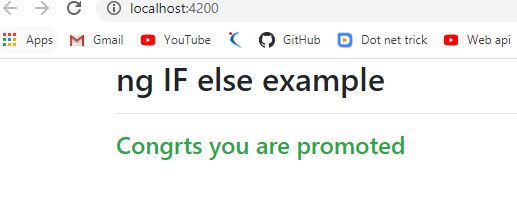 localhost:4200
Apps Gmail YouTube GitHub Dot net trick Web api
ng IF else example
Congrts you are promoted